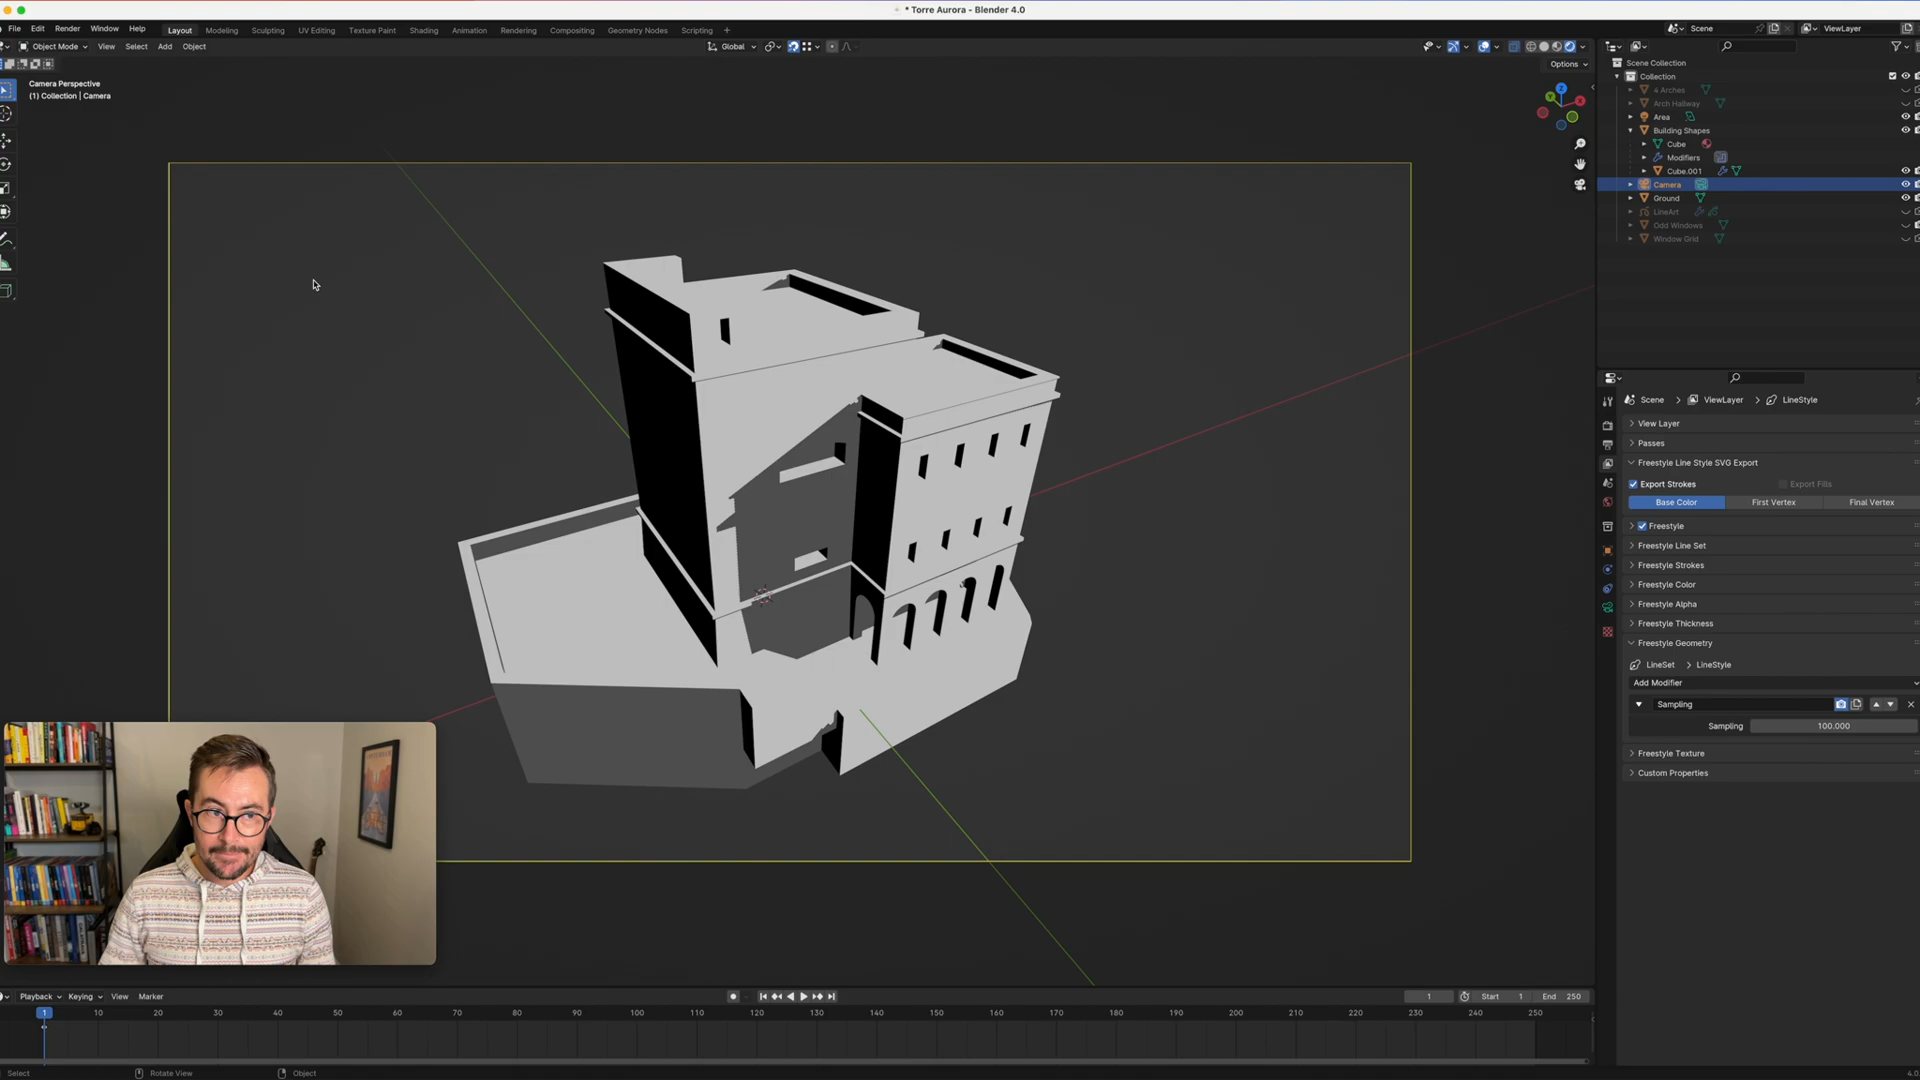 * Torre Aurora - Blender 4.0
File Edit Render Window Help Layout Modeling Sculpting UV Editing Texture Paint Shading Animation Rendering Compositing Geometry Nodes Scripting + Scene ViewLayer
Object Mode View Select Add Object Global
Options
Camera Perspective
(1) Collection | Camera
Z
X
Y
Scene Collection
Collection
4 Arches
Arch Hallway
Area
Building Shapes
Cube
Modifiers
Cube.001
Camera
Ground
LineArt
Odd Windows
Window Grid
Scene > ViewLayer > LineStyle
View Layer
Passes
Freestyle Line Style SVG Export
Export Strokes Export Fills
Base Color First Vertex Final Vertex
Freestyle
Freestyle Line Set
Freestyle Strokes
Freestyle Color
Freestyle Alpha
Freestyle Thickness
Freestyle Geometry
LineSet > LineStyle
Add Modifier
Sampling
Sampling 100.000
Freestyle Texture
Custom Properties
Playback Keying View Marker 1 Start 1 End 250
1 10 20 30 40 50 60 70 80 90 100 110 120 130 140 150 160 170 180 190 200 210 220 230 240 250
Select Rotate View Object 4.0